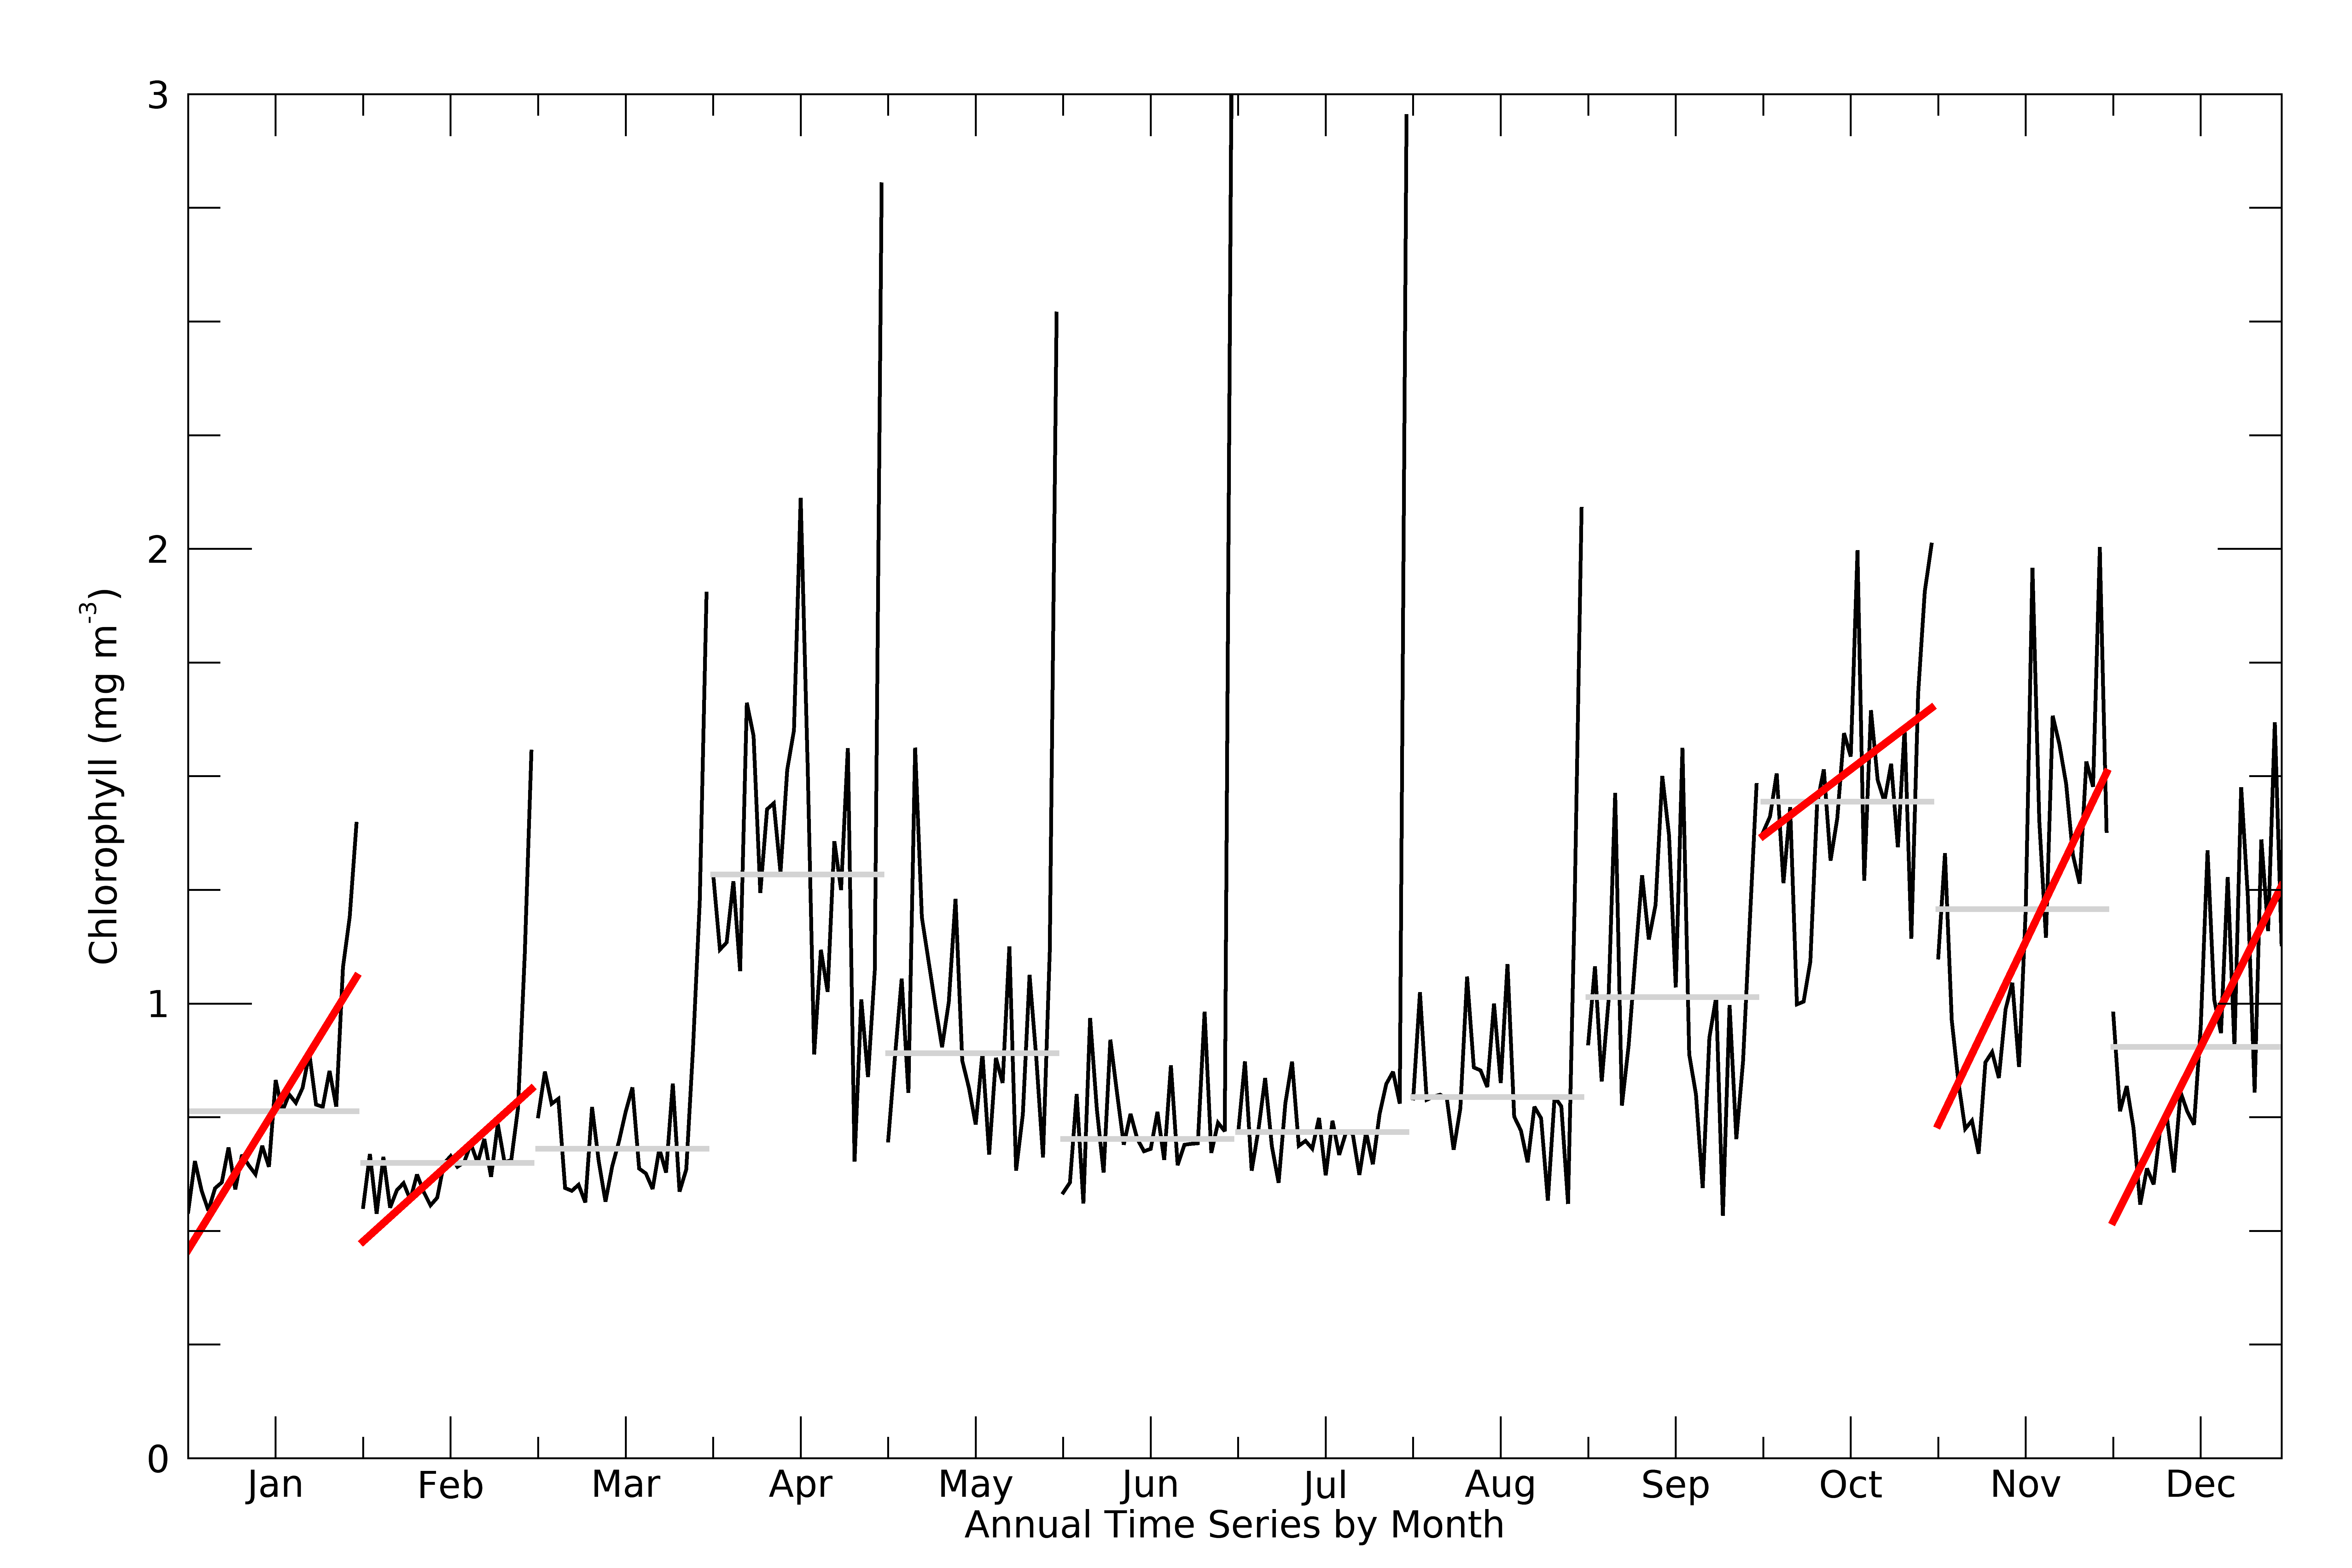 3
2
1
0
Chlorophyll (mg m⁻³)
Jan Feb Mar Apr May Jun Jul Aug Sep Oct Nov Dec
Annual Time Series by Month